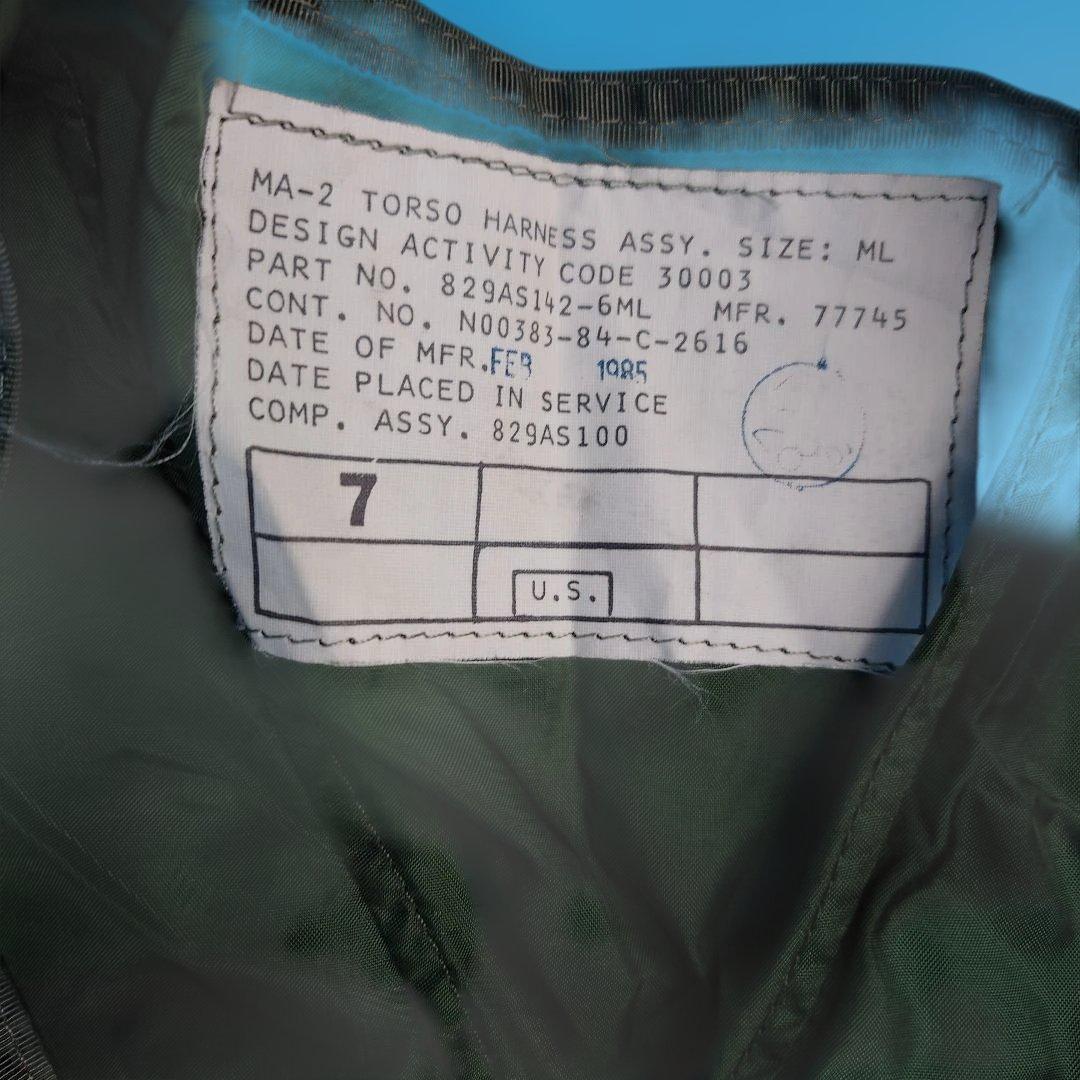 MA-2 TORSO HARNESS ASSY. SIZE: ML
DESIGN ACTIVITY CODE 30003
PART NO. 829AS142-6ML MFR. 77745
CONT. NO. N00383-84-C-2616
DATE OF MFR. FEB 1985
DATE PLACED IN SERVICE
COMP. ASSY. 829AS100
7
U.S.